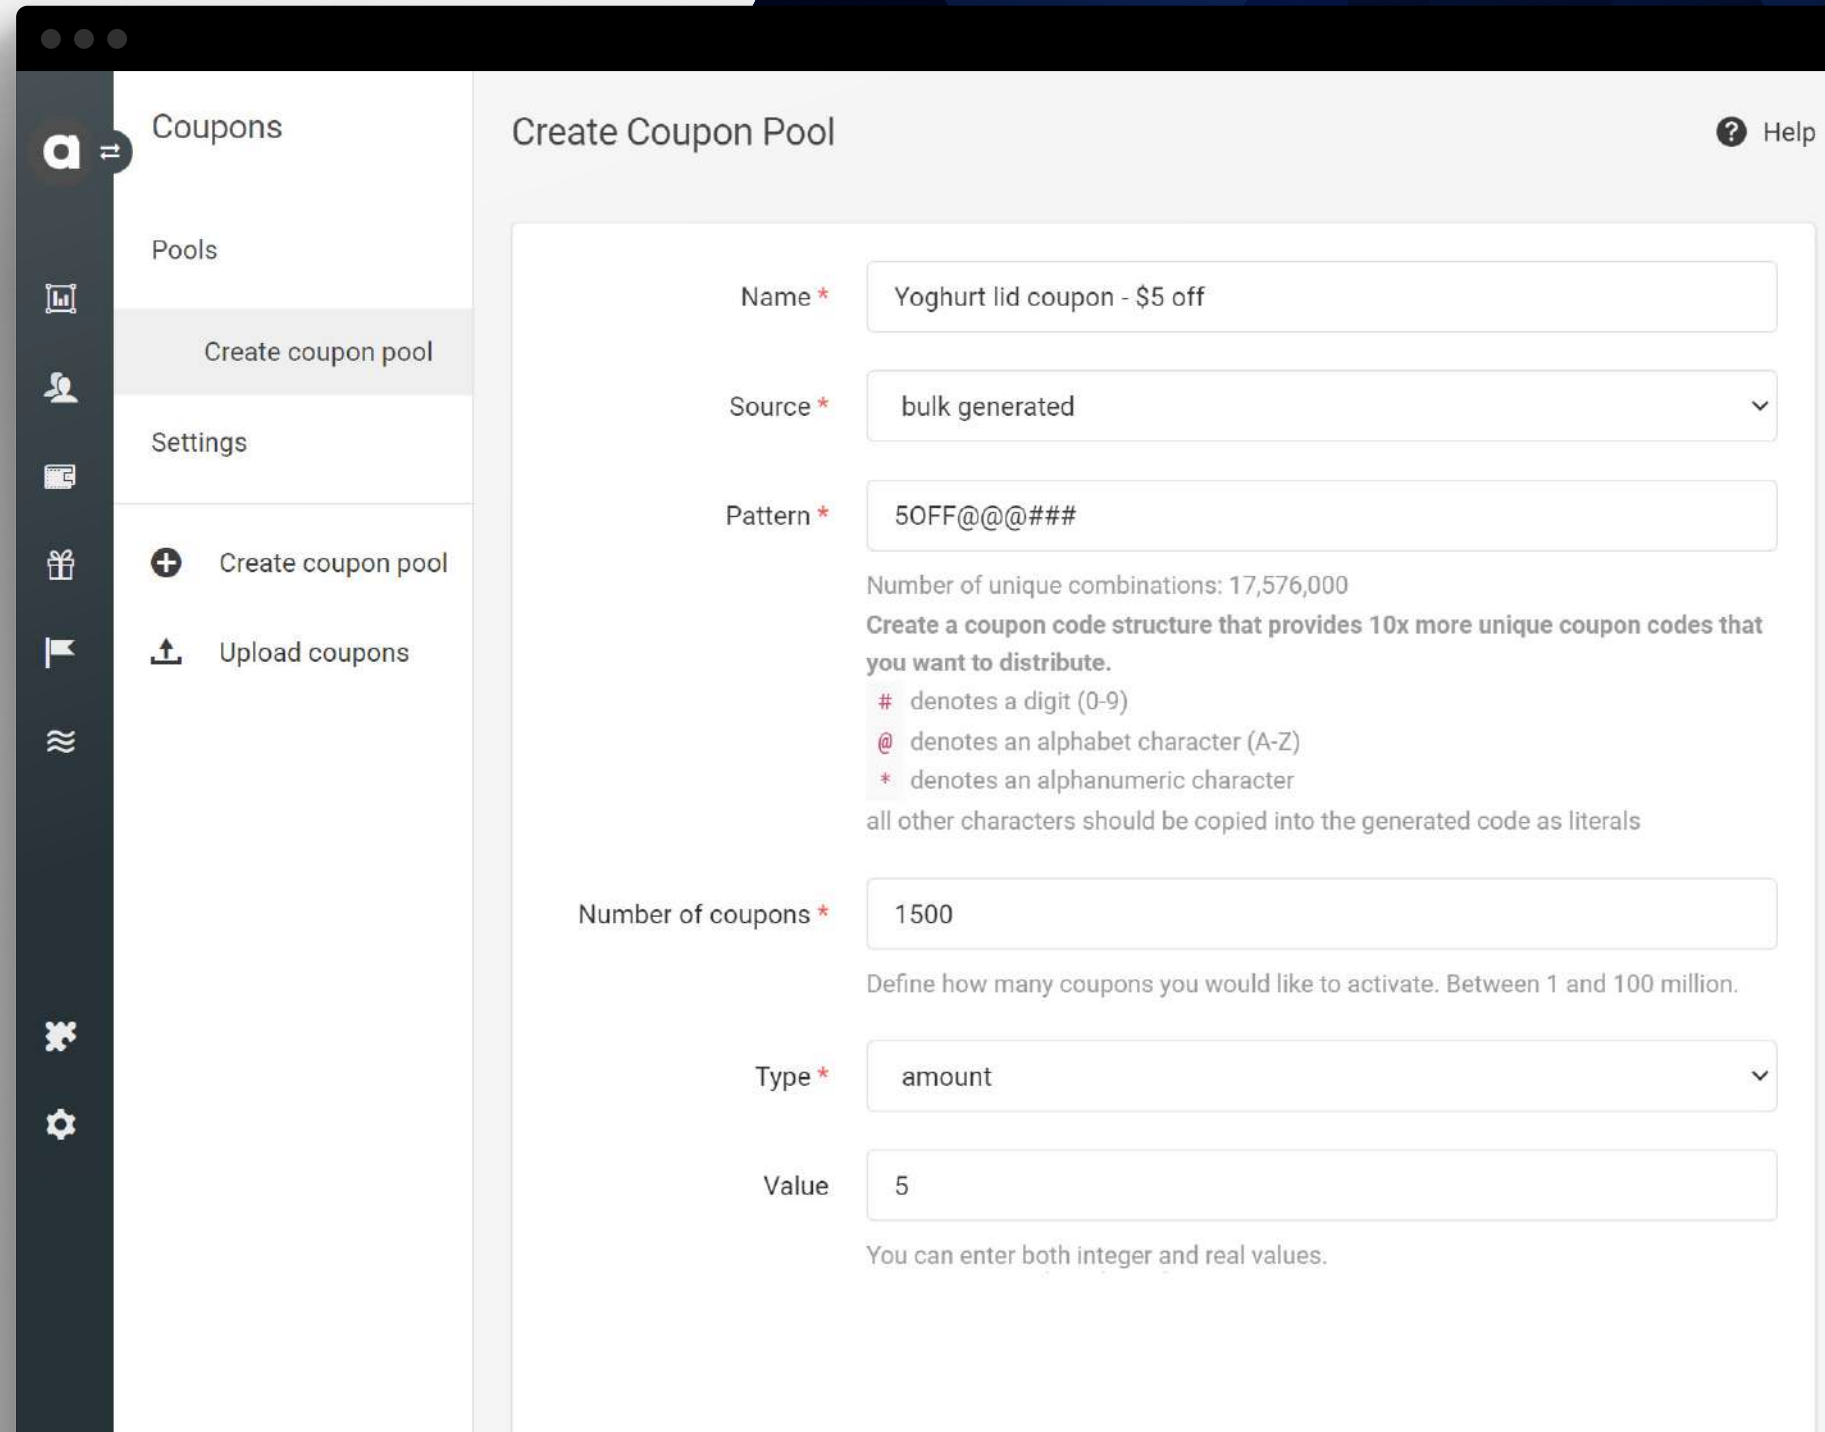 a
Coupons
Create Coupon Pool
Help
Pools
Create coupon pool
Settings
Create coupon pool
Upload coupons
Name *
Yoghurt lid coupon - $5 off
Source *
bulk generated
Pattern *
5OFF@@@###
Number of unique combinations: 17,576,000
Create a coupon code structure that provides 10x more unique coupon codes that
you want to distribute.
# denotes a digit (0-9)
@ denotes an alphabet character (A-Z)
* denotes an alphanumeric character
all other characters should be copied into the generated code as literals
Number of coupons *
1500
Define how many coupons you would like to activate. Between 1 and 100 million.
Type *
amount
Value
5
You can enter both integer and real values.